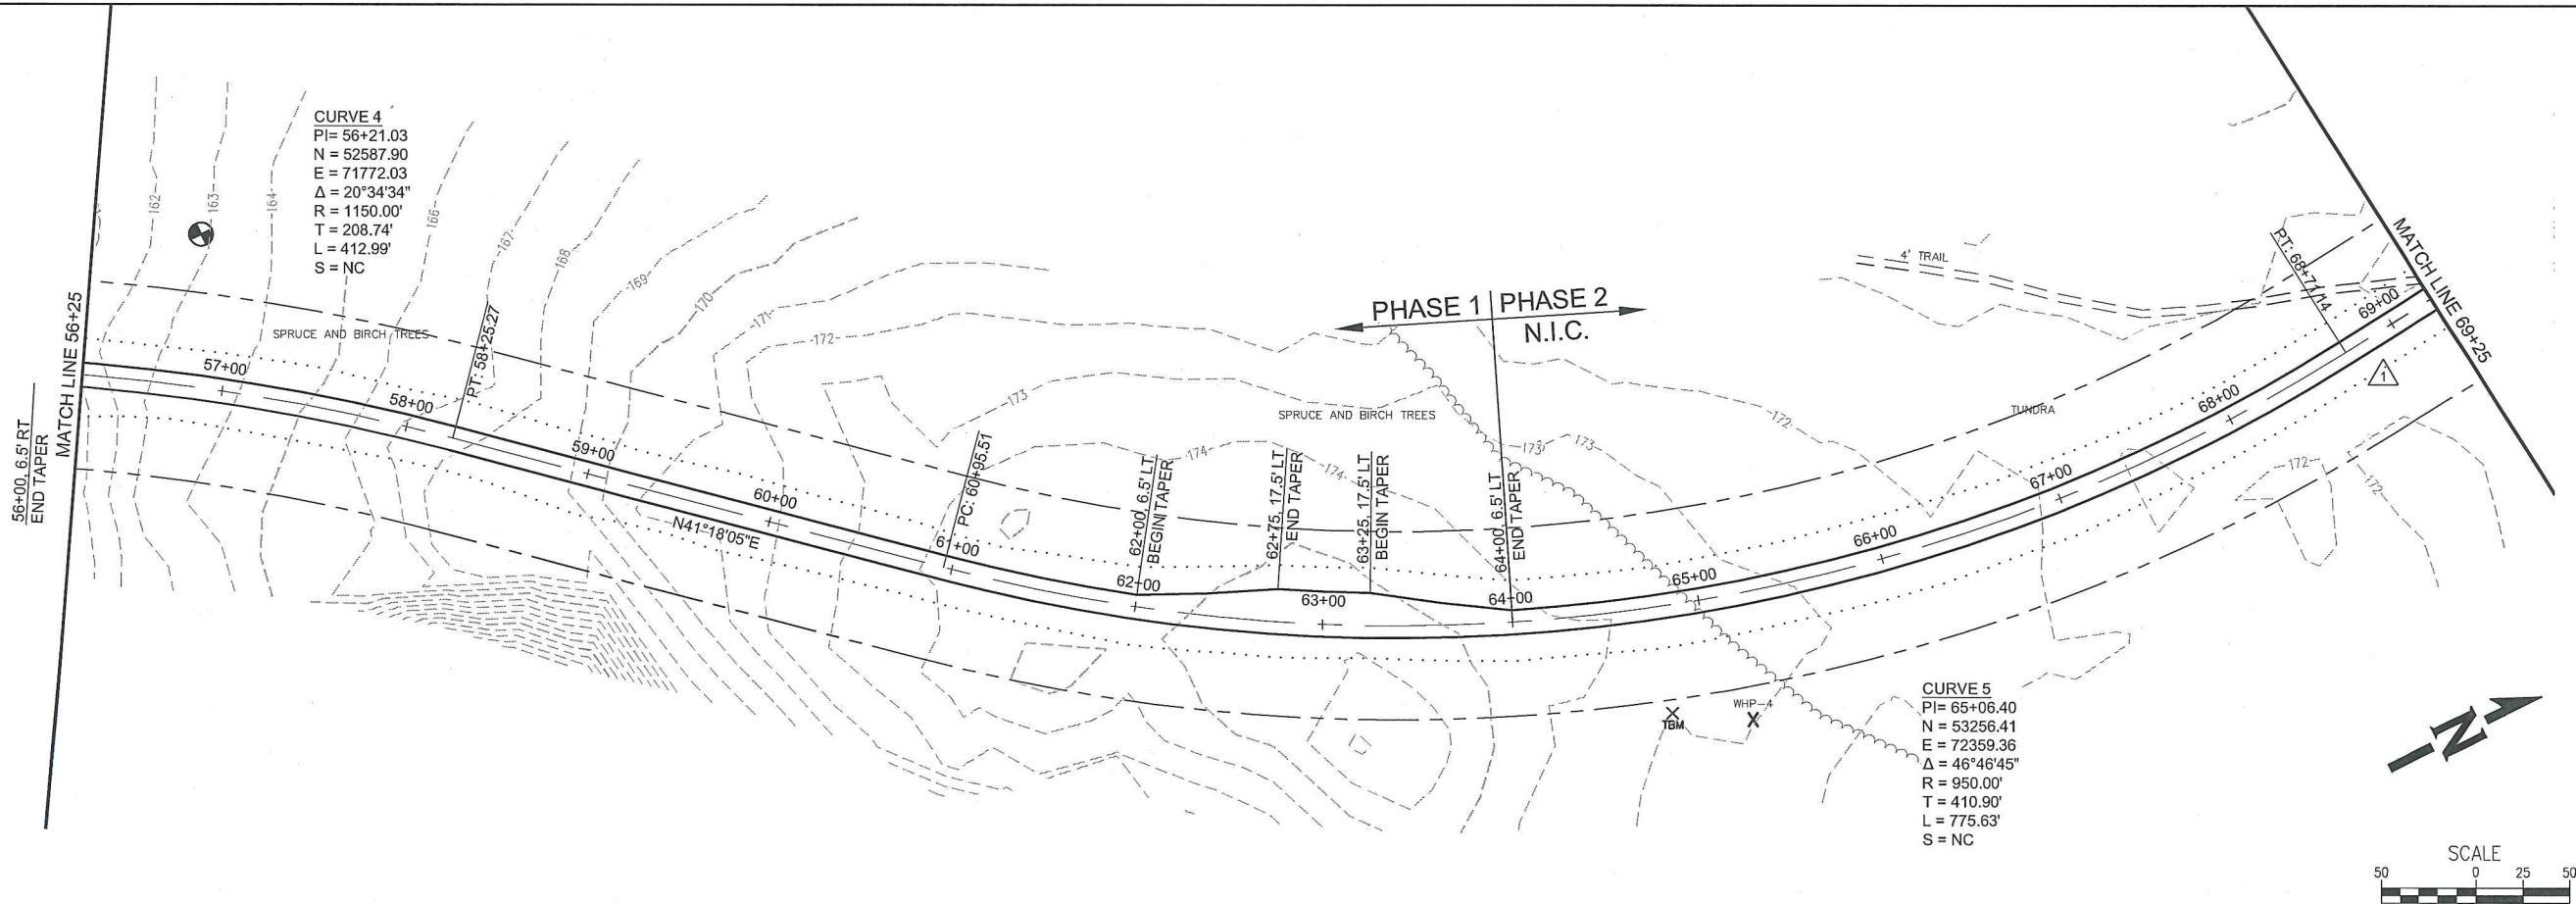 CURVE 4
PI= 56+21.03
N = 52587.90
E = 71772.03
Δ = 20°34'34"
R = 1150.00'
T = 208.74'
L = 412.99'
S = NC
162
163
164
166
167
168
169
170
171
172
173
174
174
173
173
172
172
172
56+00, 6.5' RT
END TAPER
MATCH LINE 56+25
SPRUCE AND BIRCH TREES
57+00
58+00
PT: 58+25.27
59+00
60+00
N41°18'05"E
PC: 60+95.51
61+00
62+00, 6.5' LT
BEGIN TAPER
62+00
62+75, 17.5' LT
END TAPER
63+00
63+25, 17.5' LT
BEGIN TAPER
64+00, 6.5' LT
END TAPER
64+00
PHASE 1
PHASE 2
N.I.C.
SPRUCE AND BIRCH TREES
65+00
66+00
67+00
68+00
TUNDRA
4' TRAIL
PT: 68+71.14
69+00
MATCH LINE 69+25
1
TBM
WHP-4
CURVE 5
PI= 65+06.40
N = 53256.41
E = 72359.36
Δ = 46°46'45"
R = 950.00'
T = 410.90'
L = 775.63'
S = NC
N
SCALE
50 0 25 50